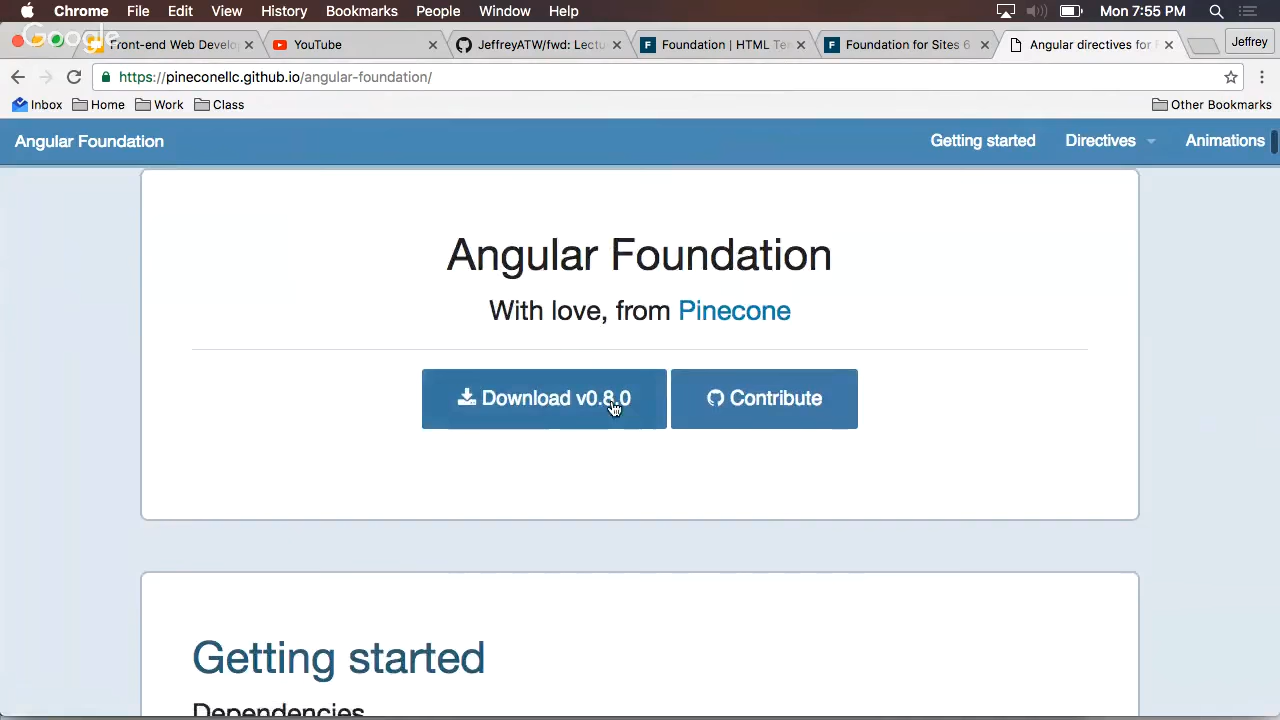 Chrome File Edit View History Bookmarks People Window Help Mon 7:55 PM
Google
Front-end Web Develo
YouTube
JeffreyATW/fwd: Lectu
Foundation | HTML Te
Foundation for Sites
Angular directives for
Jeffrey
https://pineconellc.github.io/angular-foundation/
Inbox Home Work Class Other Bookmarks
Angular Foundation Getting started Directives Animations
Angular Foundation
With love, from Pinecone
Download v0.8.0 Contribute
Getting started
Dependencies